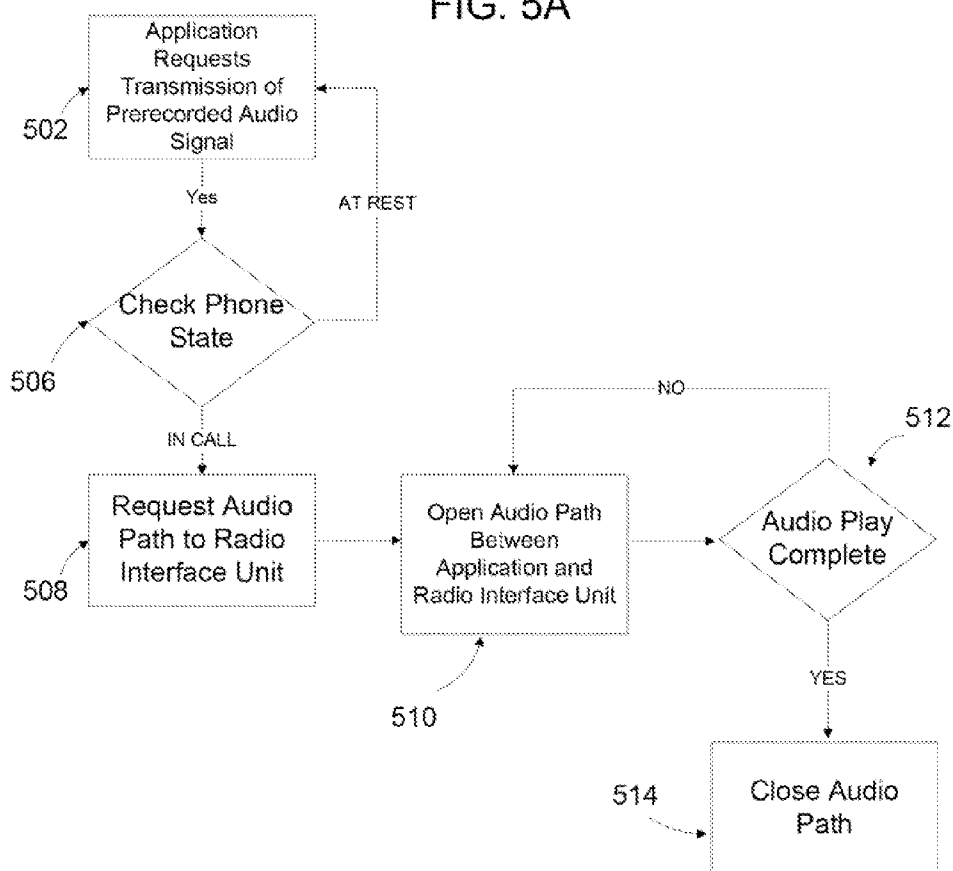 FIG. 5A
Application
Requests
Transmission of
Prerecorded Audio
Signal
502
Yes
AT REST
Check Phone
State
506
IN CALL
Request Audio
Path to Radio
Interface Unit
508
Open Audio Path
Between
Application and
Radio Interface Unit
510
NO
512
Audio Play
Complete
YES
514
Close Audio
Path